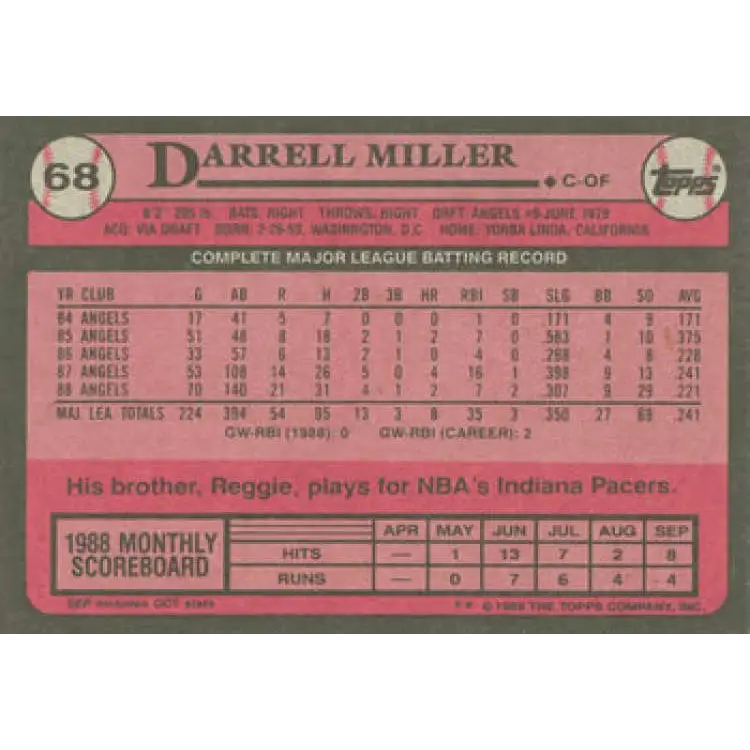 68
DARRELL MILLER
C-OF
TOPPS
6'2" 205 lb. BATS: RIGHT THROWS: RIGHT DRFT: ANGELS #9-JUNE, 1979
ACQ: VIA DRAFT BORN: 2-26-59, WASHINGTON, D.C. HOME: YORBA LINDA, CALIFORNIA
COMPLETE MAJOR LEAGUE BATTING RECORD
YR CLUB G AB R H 2B 3B HR RBI SB SLG BB SO AVG
84 ANGELS 17 41 5 7 0 0 0 1 0 .171 4 9 .171
85 ANGELS 51 48 8 18 2 1 2 7 0 .583 1 10 .375
86 ANGELS 33 57 6 13 2 1 0 4 0 .298 4 8 .228
87 ANGELS 53 108 14 26 5 0 4 16 1 .398 9 13 .241
88 ANGELS 70 140 21 31 4 1 2 7 2 .307 9 29 .221
MAJ. LEA. TOTALS 224 394 54 95 13 3 8 35 3 .350 27 69 .241
GW-RBI (1988): 0 GW-RBI (CAREER): 2
His brother, Reggie, plays for NBA's Indiana Pacers.
1988 MONTHLY SCOREBOARD
APR MAY JUN JUL AUG SEP
HITS — 1 13 7 2 8
RUNS — 0 7 6 4 4
SEP includes OCT stats
** © 1989 THE TOPPS COMPANY, INC.